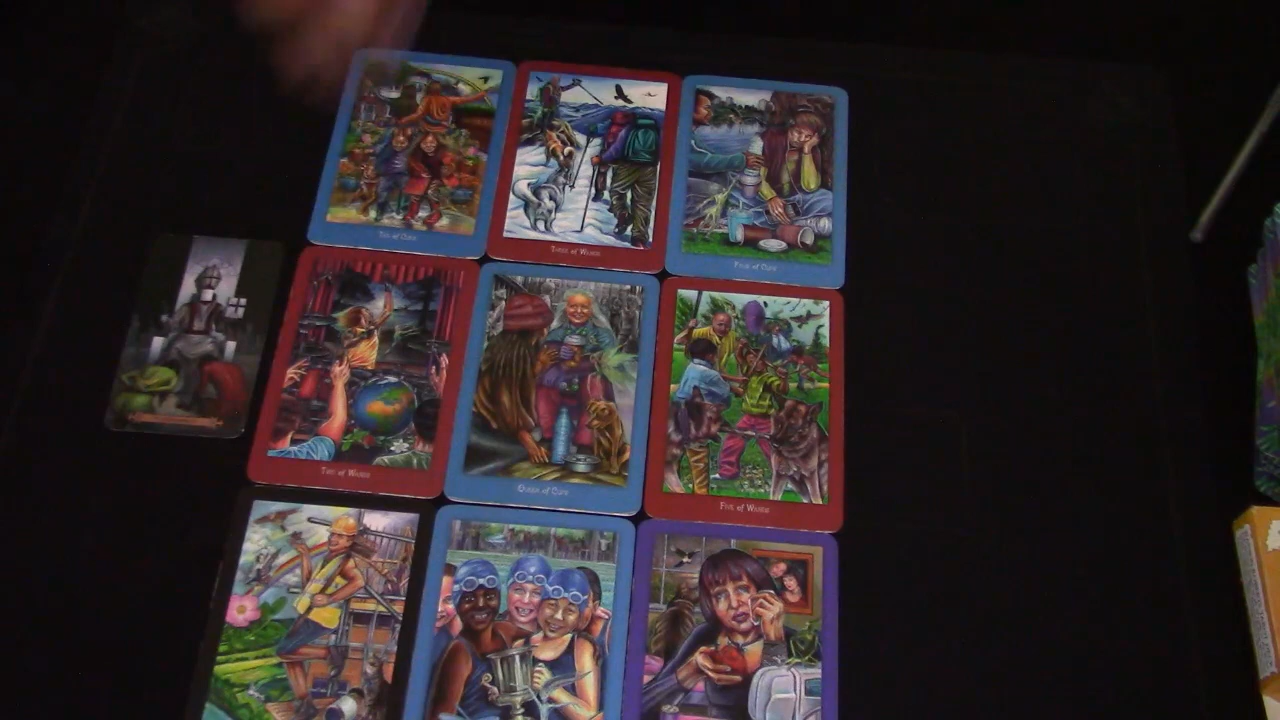 Ten of Cups
Three of Wands
Five of Cups
Two of Wands
Queen of Cups
Five of Wands